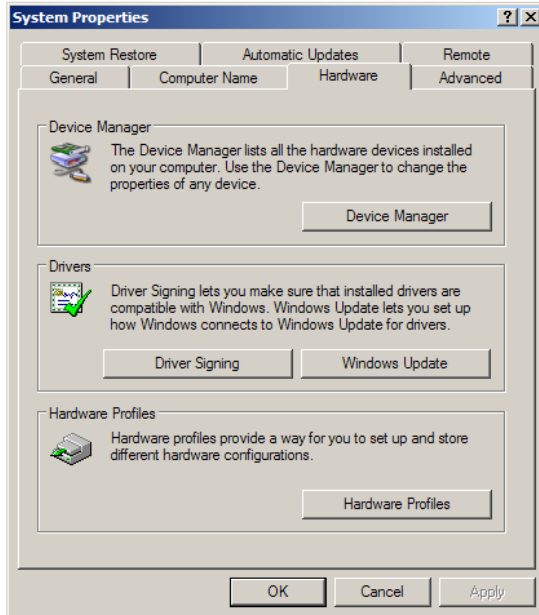 System Properties
System Restore
Automatic Updates
Remote
General
Computer Name
Hardware
Advanced
Device Manager
The Device Manager lists all the hardware devices installed
on your computer. Use the Device Manager to change the
properties of any device.
Device Manager
Drivers
Driver Signing lets you make sure that installed drivers are
compatible with Windows. Windows Update lets you set up
how Windows connects to Windows Update for drivers.
Driver Signing
Windows Update
Hardware Profiles
Hardware profiles provide a way for you to set up and store
different hardware configurations.
Hardware Profiles
OK
Cancel
Apply